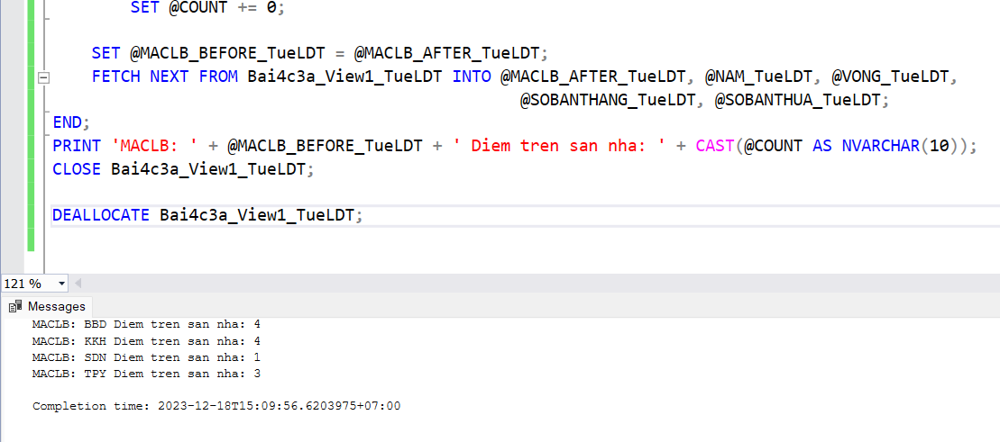 SET @COUNT += 0;
SET @MACLB_BEFORE_TueLDT = @MACLB_AFTER_TueLDT;
FETCH NEXT FROM Bai4c3a_View1_TueLDT INTO @MACLB_AFTER_TueLDT, @NAM_TueLDT, @VONG_TueLDT,
@SOBANTHANG_TueLDT, @SOBANTHUA_TueLDT;
END;
PRINT 'MACLB: ' + @MACLB_BEFORE_TueLDT + ' Diem tren san nha: ' + CAST(@COUNT AS NVARCHAR(10));
CLOSE Bai4c3a_View1_TueLDT;
DEALLOCATE Bai4c3a_View1_TueLDT;
121 %
Messages
MACLB: BBD Diem tren san nha: 4
MACLB: KKH Diem tren san nha: 4
MACLB: SDN Diem tren san nha: 1
MACLB: TPY Diem tren san nha: 3
Completion time: 2023-12-18T15:09:56.6203975+07:00